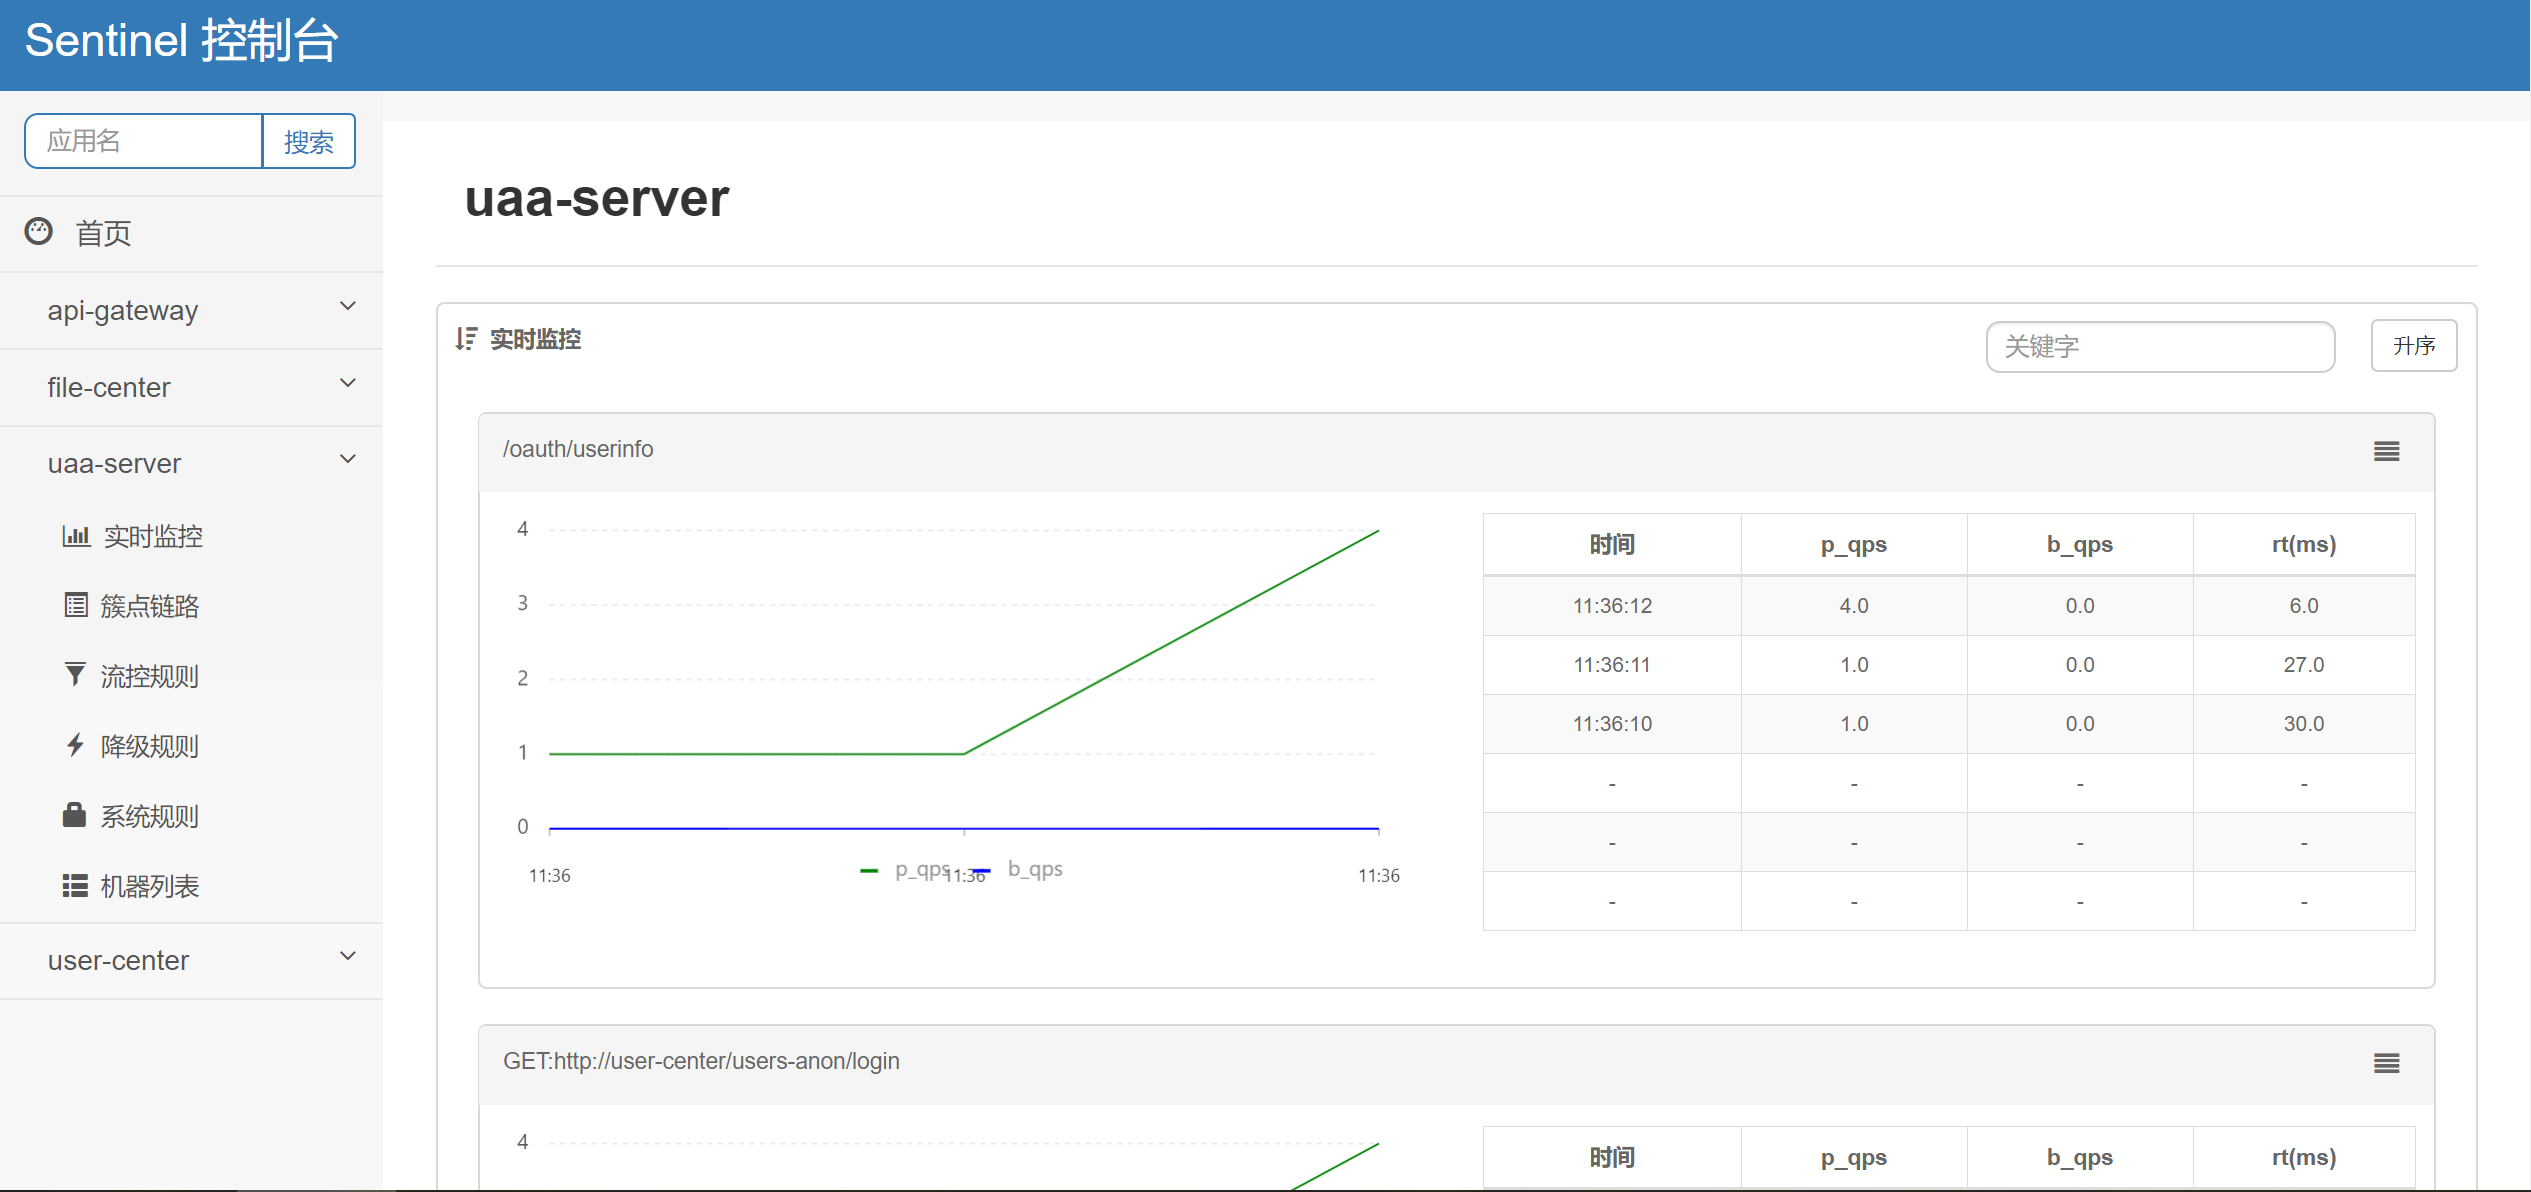 Sentinel 控制台
应用名
搜索
首页
api-gateway
file-center
uaa-server
实时监控
簇点链路
流控规则
降级规则
系统规则
机器列表
user-center
uaa-server
实时监控
关键字
升序
/oauth/userinfo
4
3
2
1
0
11:36
11:36
11:36
p_qps
b_qps
时间 p_qps b_qps rt(ms)
11:36:12 4.0 0.0 6.0
11:36:11 1.0 0.0 27.0
11:36:10 1.0 0.0 30.0
- - - -
- - - -
- - - -
GET:http://user-center/users-anon/login
4
时间 p_qps b_qps rt(ms)